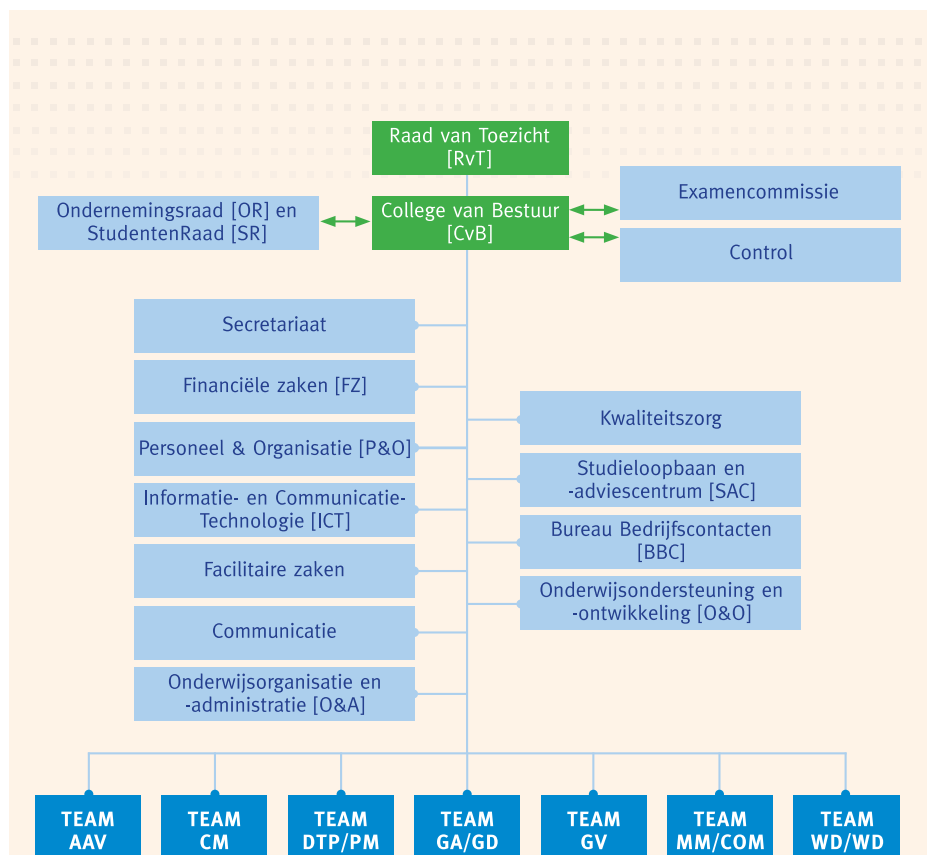 Raad van Toezicht
[RvT]
Ondernemingsraad [OR] en
StudentenRaad [SR]
College van Bestuur
[CvB]
Examencommissie
Control
Secretariaat
Financiële zaken [FZ]
Personeel & Organisatie [P&O]
Informatie- en Communicatie-
Technologie [ICT]
Facilitaire zaken
Communicatie
Onderwijsorganisatie en
-administratie [O&A]
Kwaliteitszorg
Studieloopbaan en
-adviescentrum [SAC]
Bureau Bedrijfscontacten
[BBC]
Onderwijsondersteuning en
-ontwikkeling [O&O]
TEAM
AAV
TEAM
CM
TEAM
DTP/PM
TEAM
GA/GD
TEAM
GV
TEAM
MM/COM
TEAM
WD/WD